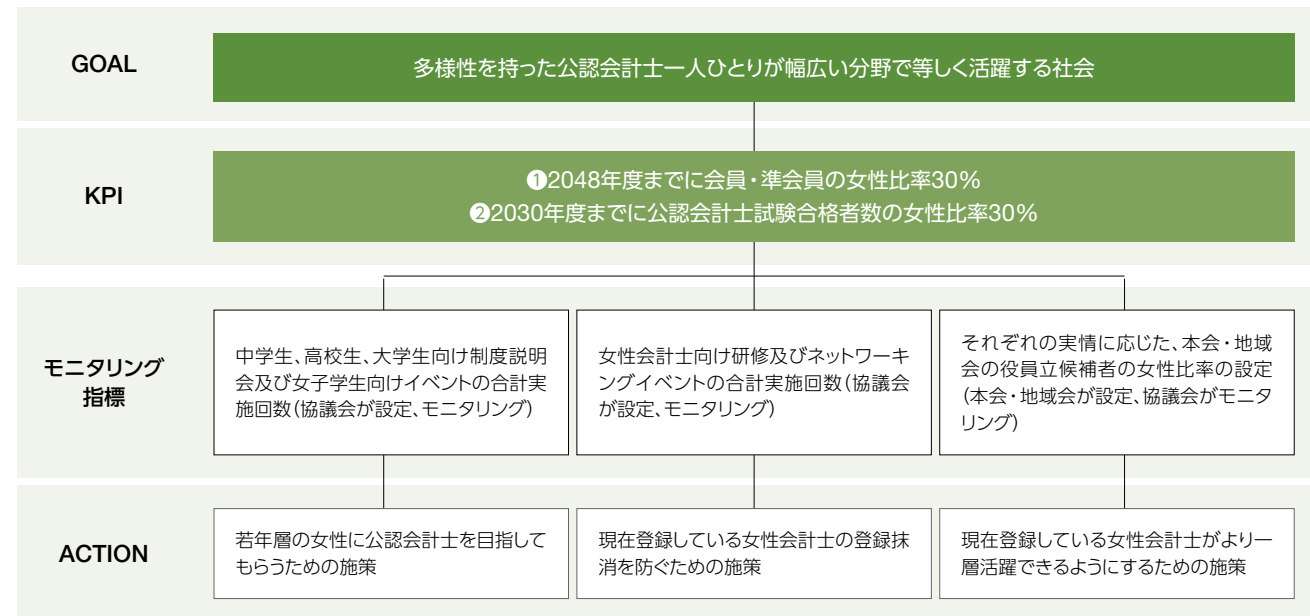 GOAL
多様性を持った公認会計士一人ひとりが幅広い分野で等しく活躍する社会
KPI
❶2048年度までに会員・準会員の女性比率30％
❷2030年度までに公認会計士試験合格者数の女性比率30％
モニタリング
指標
中学生、高校生、大学生向け制度説明
会及び女子学生向けイベントの合計実
施回数（協議会が設定、モニタリング）
女性会計士向け研修及びネットワーキ
ングイベントの合計実施回数（協議会
が設定、モニタリング）
それぞれの実情に応じた、本会・地域
会の役員立候補者の女性比率の設定
（本会・地域会が設定、協議会がモニタ
リング）
ACTION
若年層の女性に公認会計士を目指して
もらうための施策
現在登録している女性会計士の登録抹
消を防ぐための施策
現在登録している女性会計士がより一
層活躍できるようにするための施策